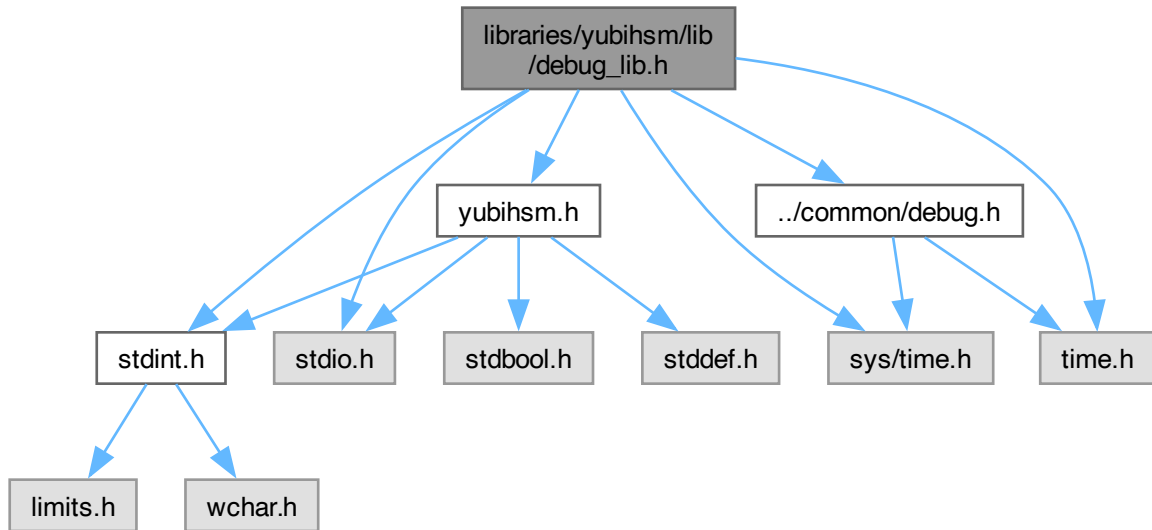 libraries/yubihsm/lib
/debug_lib.h
yubihsm.h
../common/debug.h
stdint.h
stdio.h
stdbool.h
stddef.h
sys/time.h
time.h
limits.h
wchar.h